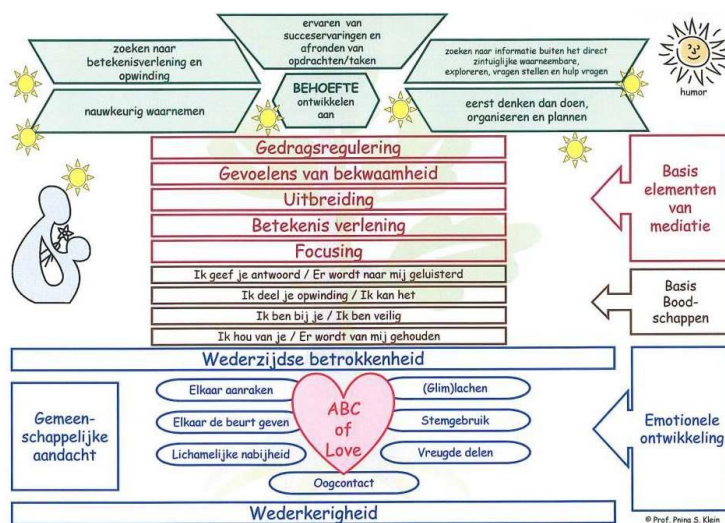 ervaren van
succeservaringen en
afronden van
opdrachten/taken
zoeken naar
betekenisverlening en
opwinding
zoeken naar informatie buiten het direct
zintuiglijke waarneembare,
exploreren, vragen stellen en hulp vragen
humor
BEHOEFTE
ontwikkelen
aan
nauwkeurig waarnemen
eerst denken dan doen,
organiseren en plannen
Gedragsregulering
Gevoelens van bekwaamheid
Uitbreiding
Betekenis verlening
Focusing
Basis
elementen
van
mediatie
Ik geef je antwoord / Er wordt naar mij geluisterd
Ik deel je opwinding / Ik kan het
Ik ben bij je / Ik ben veilig
Ik hou van je / Er wordt van mij gehouden
Basis
Bood-
schappen
Wederzijdse betrokkenheid
Gemeen-
schappelijke
aandacht
Elkaar aanraken
Elkaar de beurt geven
Lichamelijke nabijheid
ABC
of
Love
(Glim)lachen
Stemgebruik
Vreugde delen
Oogcontact
Emotionele
ontwikkeling
Wederkerigheid
© Prof. Pnina S. Klein